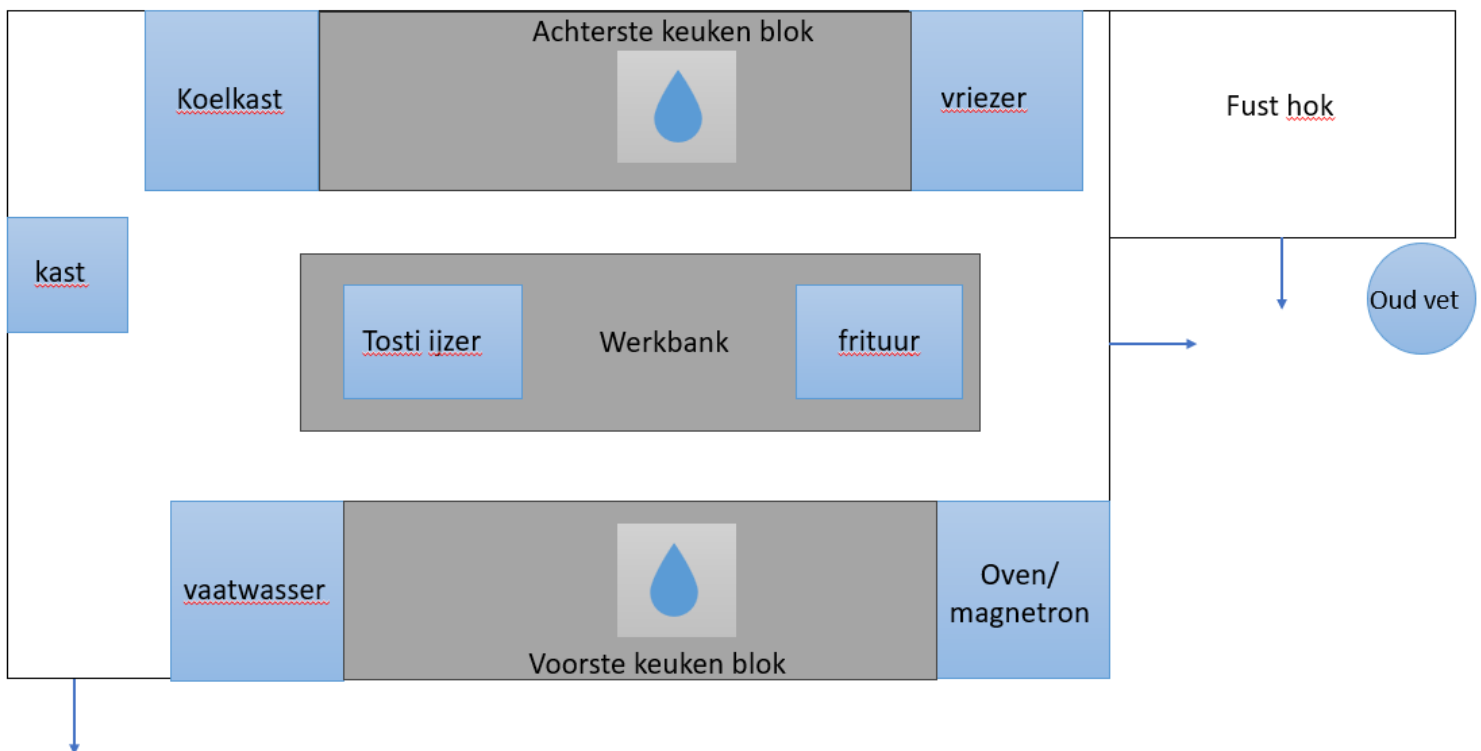 Achterste keuken blok
Koelkast
vriezer
Fust hok
kast
Oud vet
Tosti ijzer
Werkbank
frituur
vaatwasser
Oven/
magnetron
Voorste keuken blok